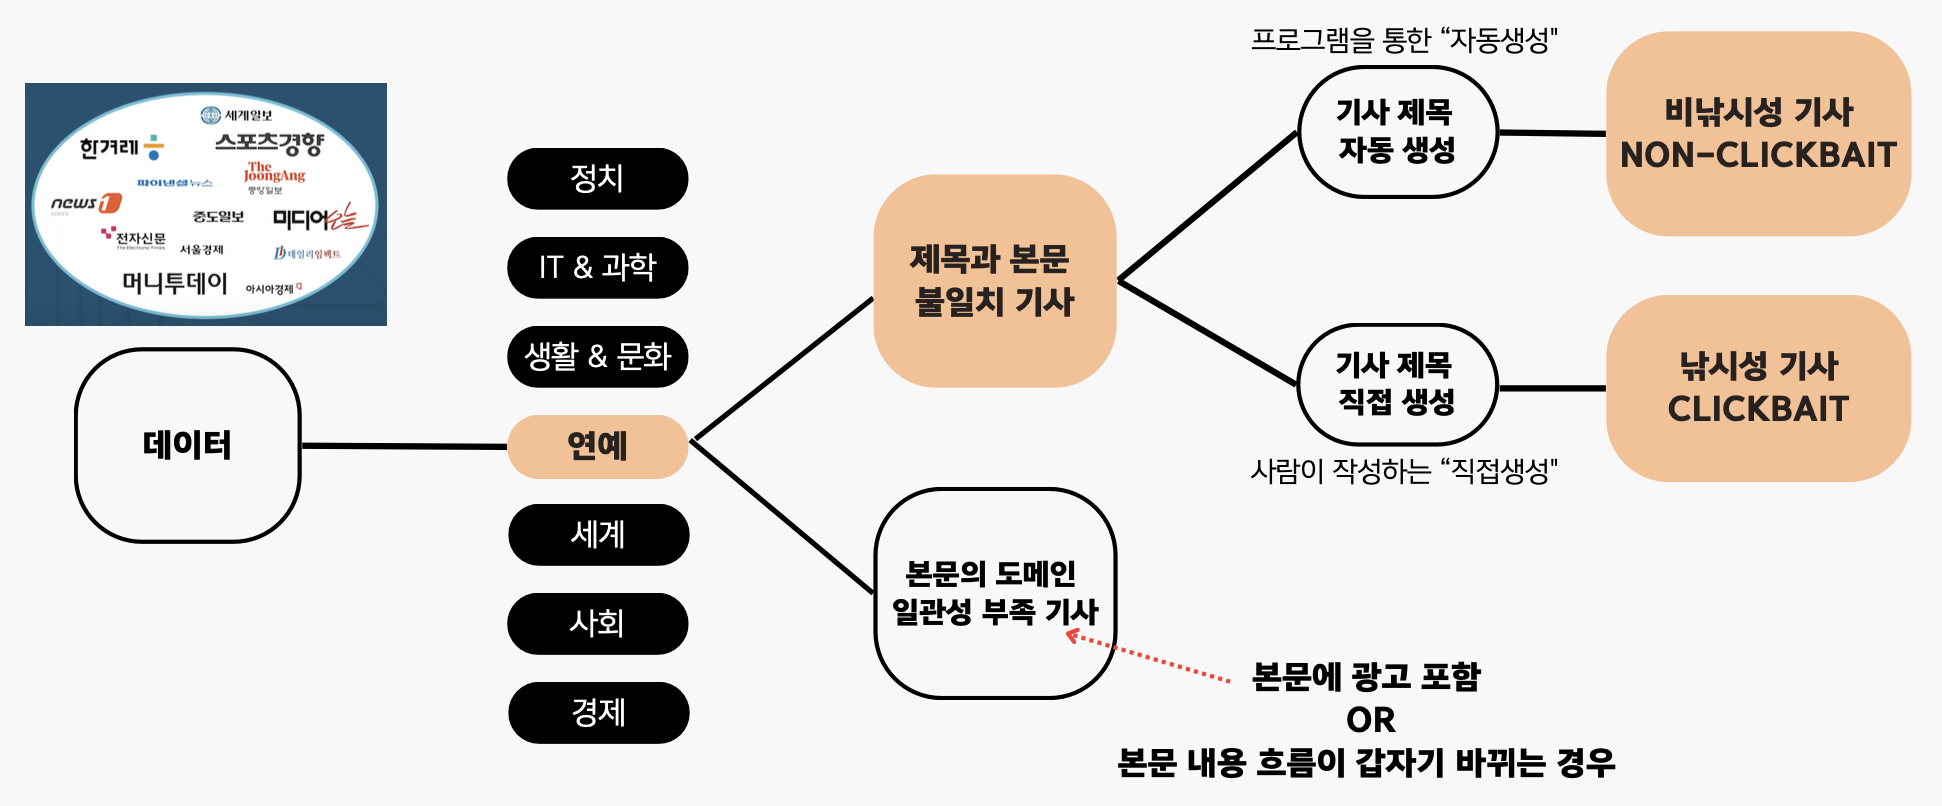 세계일보
한겨레
스포츠경향
파이낸셜뉴스
The
JoongAng
중앙일보
news1
KOREA
중도일보
미디어오늘
전자신문
The Electronic Times
서울경제
데일리임팩트
머니투데이
아시아경제
데이터
정치
IT & 과학
생활 & 문화
연예
세계
사회
경제
제목과 본문
불일치 기사
본문의 도메인
일관성 부족 기사
프로그램을 통한 “자동생성"
기사 제목
자동 생성
기사 제목
직접 생성
사람이 작성하는 “직접생성"
비낚시성 기사
NON-CLICKBAIT
낚시성 기사
CLICKBAIT
본문에 광고 포함
OR
본문 내용 흐름이 갑자기 바뀌는 경우